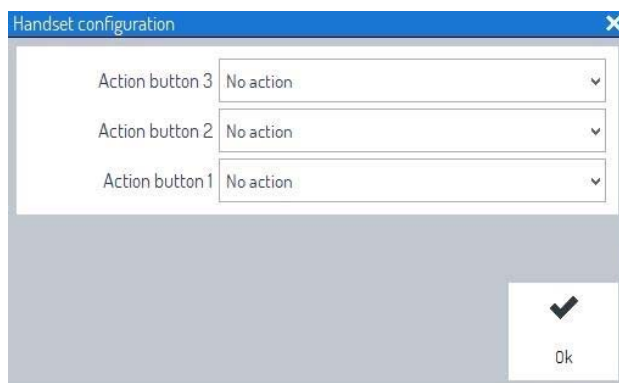 Handset configuration
Action button 3 No action
Action button 2 No action
Action button 1 No action
Ok